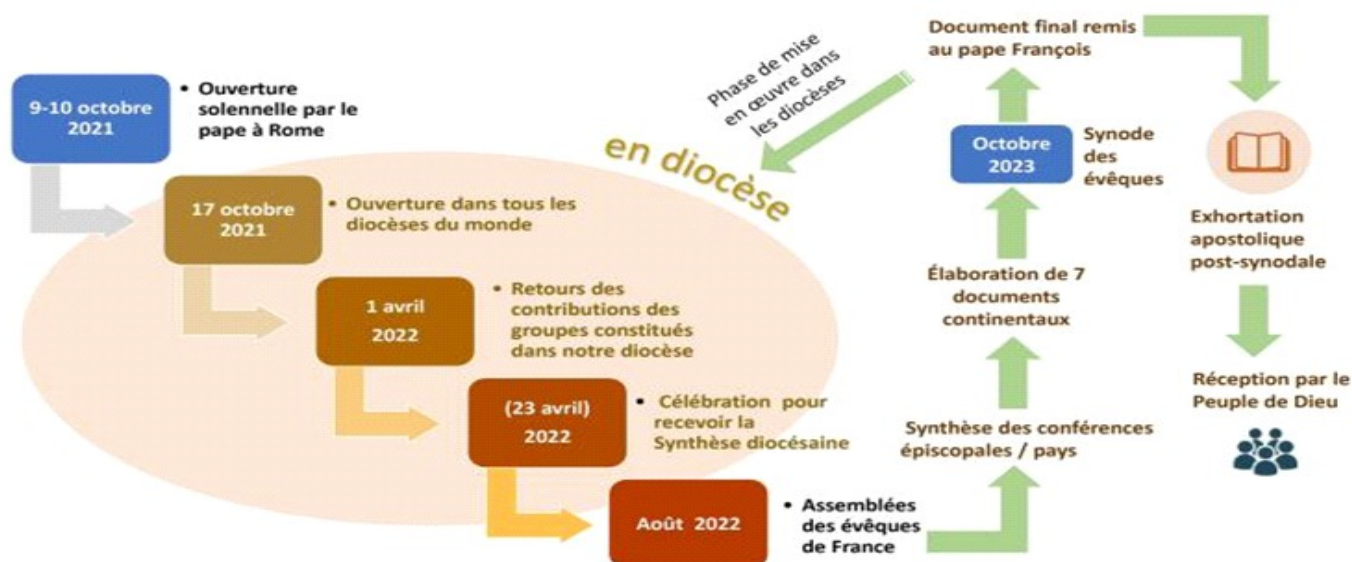 9-10 octobre
2021
• Ouverture
solennelle par le
pape à Rome
en diocèse
17 octobre
2021
• Ouverture dans tous les
diocèses du monde
1 avril
2022
• Retours des
contributions des
groupes constitués
dans notre diocèse
(23 avril)
2022
• Célébration pour
recevoir la
Synthèse diocésaine
Août 2022
• Assemblées
des évêques
de France
Synthèse des conférences
épiscopales / pays
Élaboration de 7
documents
continentaux
Octobre
2023
Synode
des
évêques
Document final remis
au pape François
Phase de mise
en œuvre dans
les diocèses
Exhortation
apostolique
post-synodale
Réception par le
Peuple de Dieu